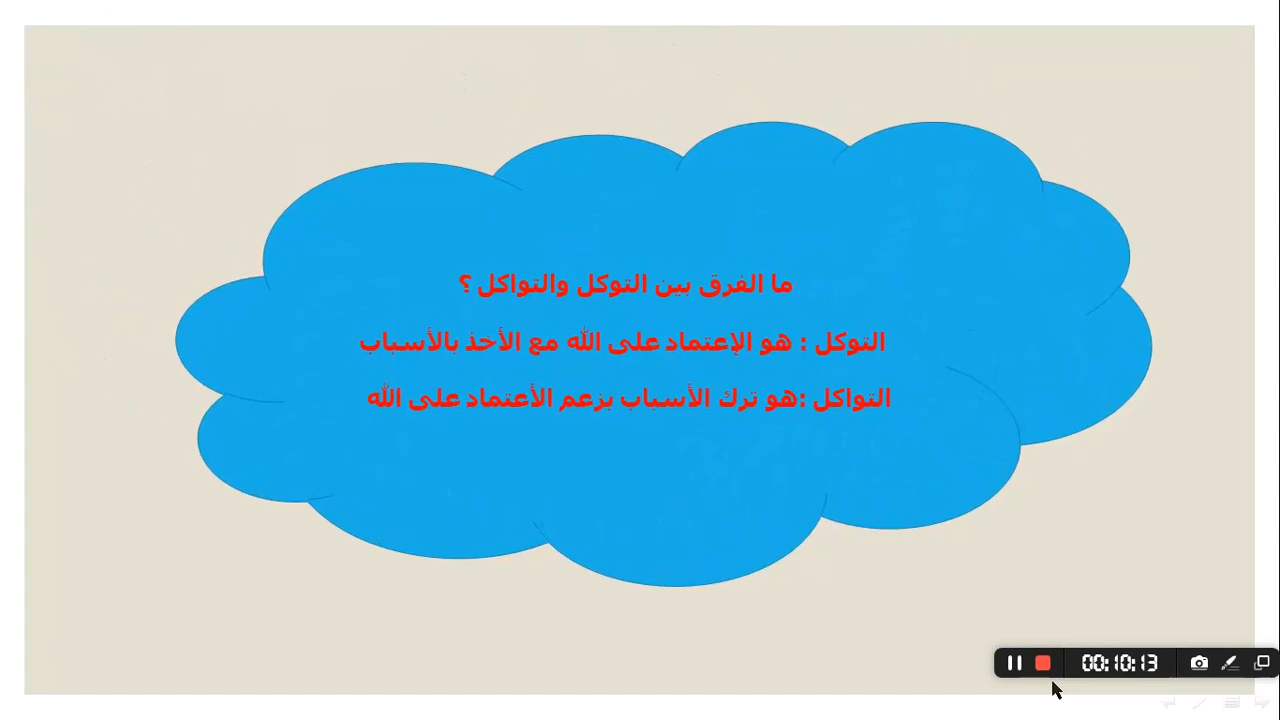 ما الفرق بين التوكل والتواكل ؟
التوكل : هو الإعتماد على الله مع الأخذ بالأسباب
التواكل :هو ترك الأسباب بزعم الأعتماد على الله
00:10:13